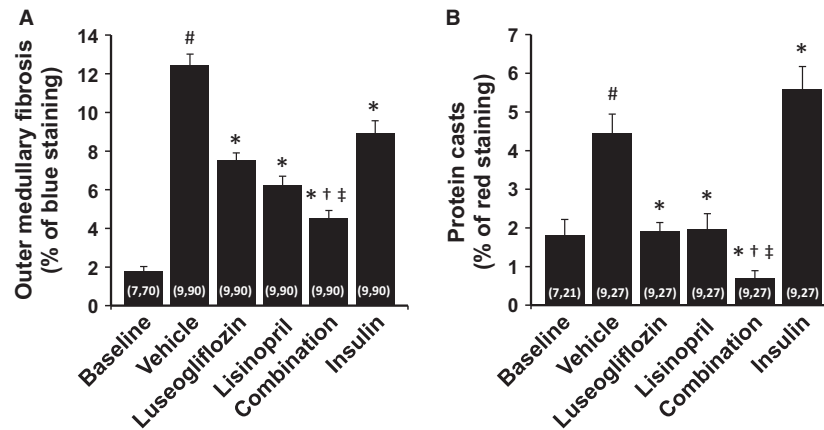 A
Outer medullary fibrosis
(% of blue staining)
14
12
10
8
6
4
2
0
#
*
*
* † ‡
*
(7,70)
(9,90)
(9,90)
(9,90)
(9,90)
(9,90)
Baseline
Vehicle
Luseogliflozin
Lisinopril
Combination
Insulin
B
Protein casts
(% of red staining)
7
6
5
4
3
2
1
0
#
*
*
* † ‡
*
(7,21)
(9,27)
(9,27)
(9,27)
(9,27)
(9,27)
Baseline
Vehicle
Luseogliflozin
Lisinopril
Combination
Insulin